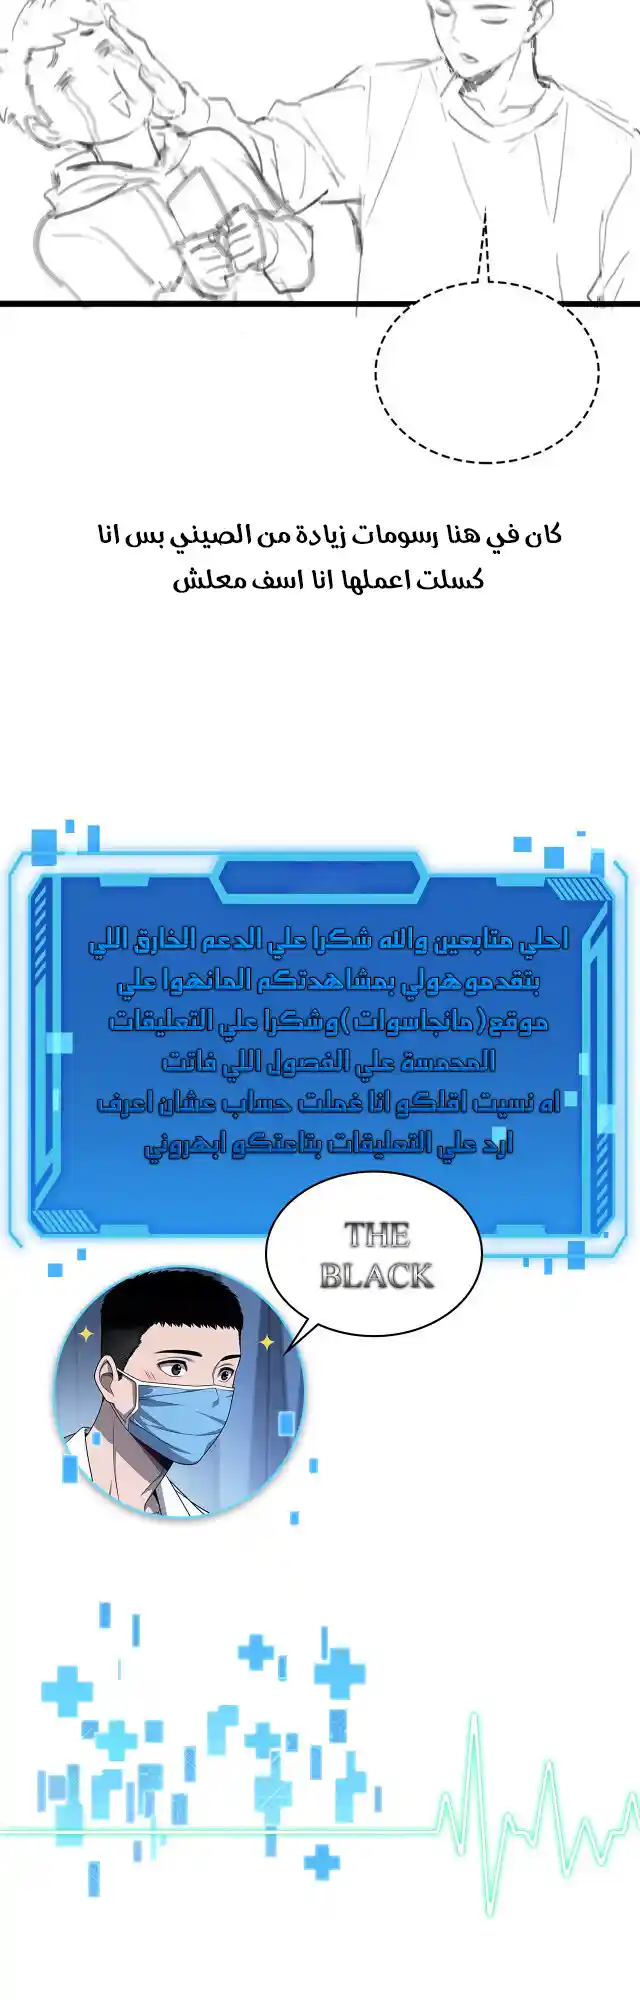 كان في هنا رسومات زيادة من الصيني بس انا
كسلت اعملها انا اسف معلش
احلي متابعين والله شكرا علي الدعم الخارق اللي
بتقدموهولي بمشاهدتكم المانهوا علي
موقع(مانجاسوات)وشكرا علي التعليقات
المحمسة علي الفصول اللي فاتت
اه نسيت اقلكو انا عملت حساب عشان اعرف
ارد علي التعليقات بتاعتكو ابهروني
THE
BLACK